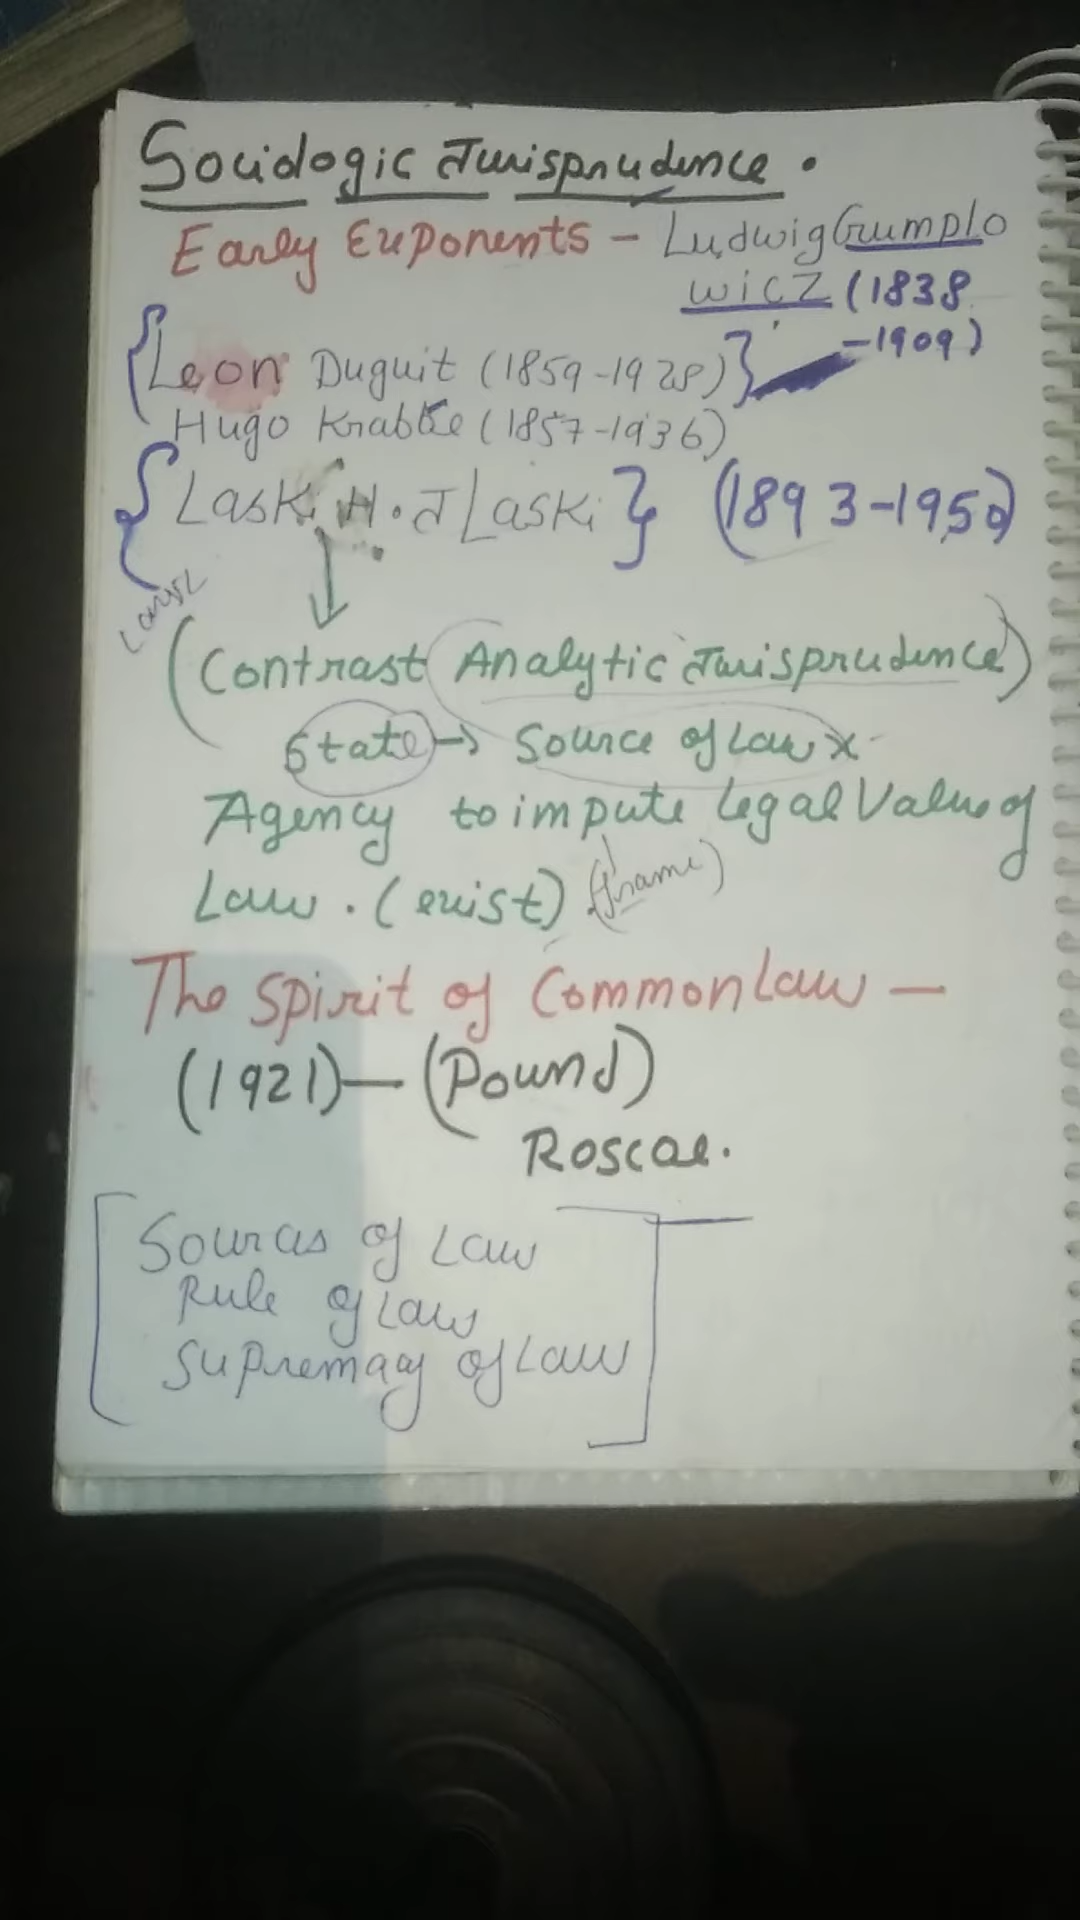 Sociologic Jurisprudence.
Early Exponents - Ludwig Gumplo
wicz (1838
-1909)
{Leon Duguit (1859-1928)}
Hugo Krabbe (1857-1936)
{Laski H.J Laski} (1893-1950)
(Contrast Analytic Jurisprudence)
State → Source of Law x
Agency to impute legal Value of
Law. (exist) (frame)
The Spirit of Common Law -
(1921) - (Pound)
Roscoe.
[Sources of Law
Rule of Law
Supremacy of Law]